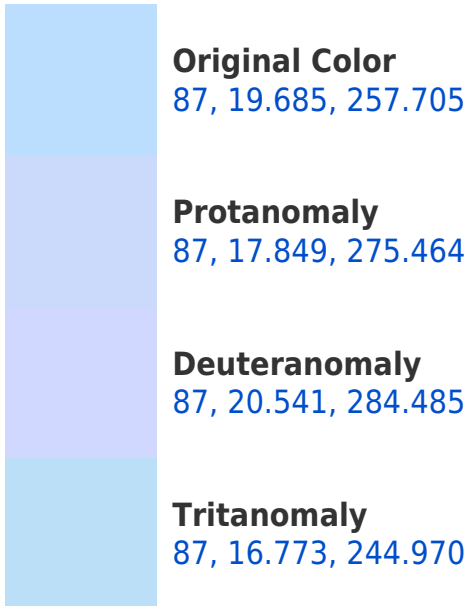 Original Color
87, 19.685, 257.705
Protanomaly
87, 17.849, 275.464
Deuteranomaly
87, 20.541, 284.485
Tritanomaly
87, 16.773, 244.970